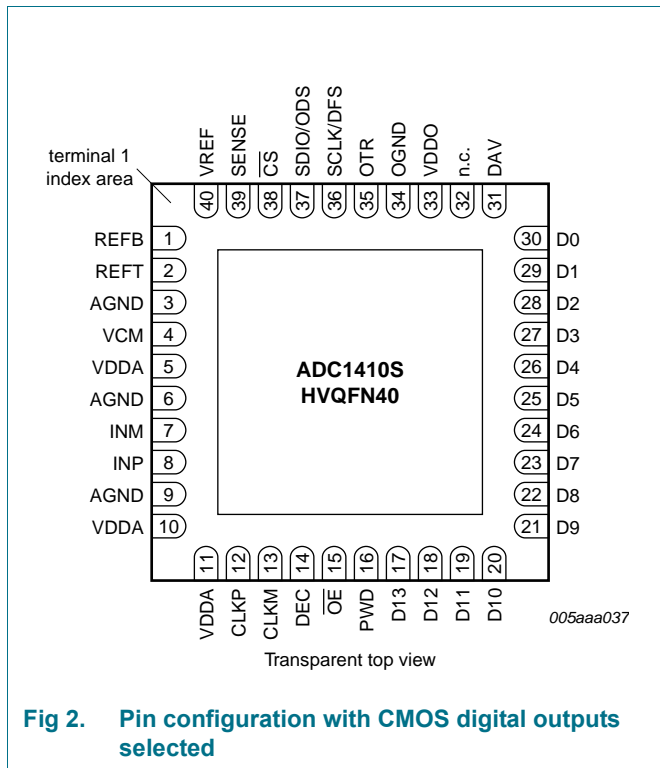 VREF
SENSE
CS
SDIO/ODS
SCLK/DFS
OTR
OGND
VDDO
n.c.
DAV
terminal 1
index area
40 39 38 37 36 35 34 33 32 31
REFB 1 30 D0
REFT 2 29 D1
AGND 3 28 D2
VCM 4 27 D3
VDDA 5 26 D4
AGND 6 25 D5
INM 7 24 D6
INP 8 23 D7
AGND 9 22 D8
VDDA 10 21 D9
ADC1410S
HVQFN40
11 12 13 14 15 16 17 18 19 20
VDDA
CLKP
CLKM
DEC
OE
PWD
D13
D12
D11
D10
005aaa037
Transparent top view
Fig 2. Pin configuration with CMOS digital outputs
selected